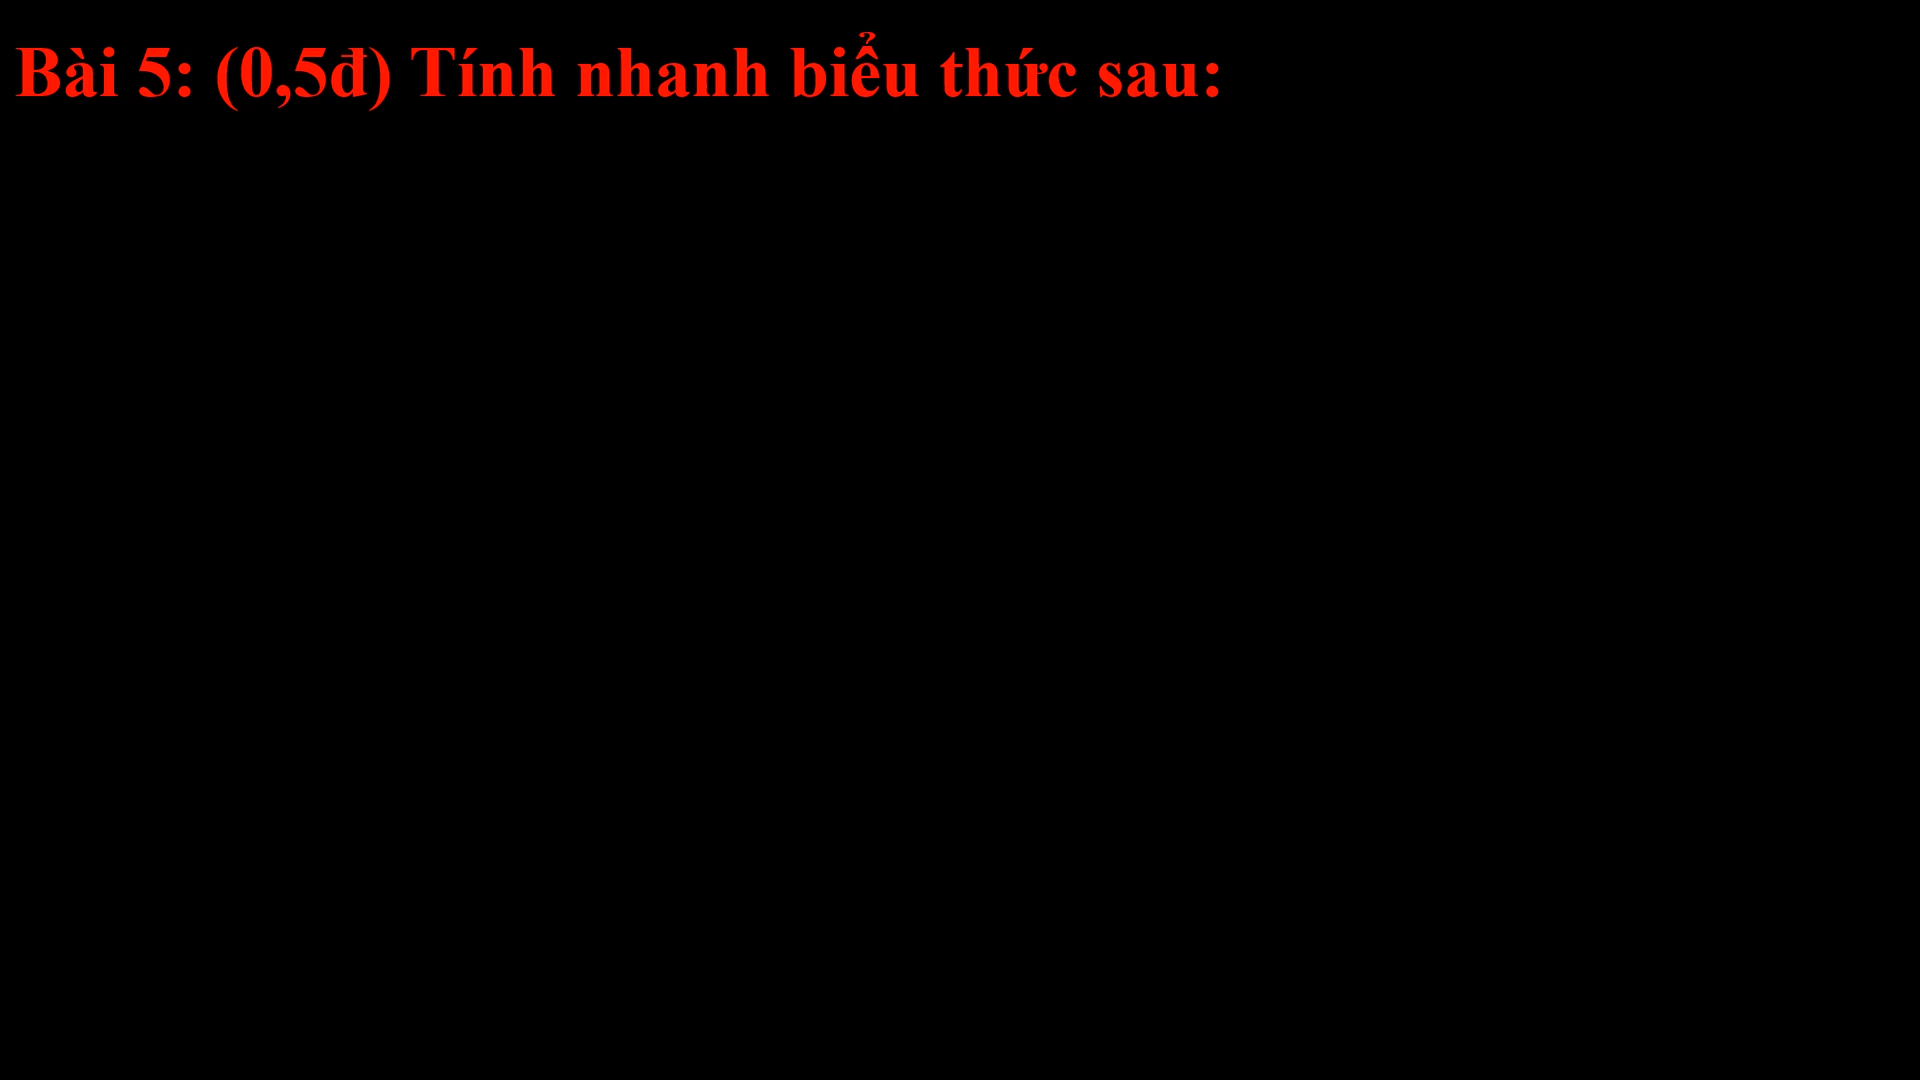 Bài 5: (0,5đ) Tính nhanh biểu thức sau: